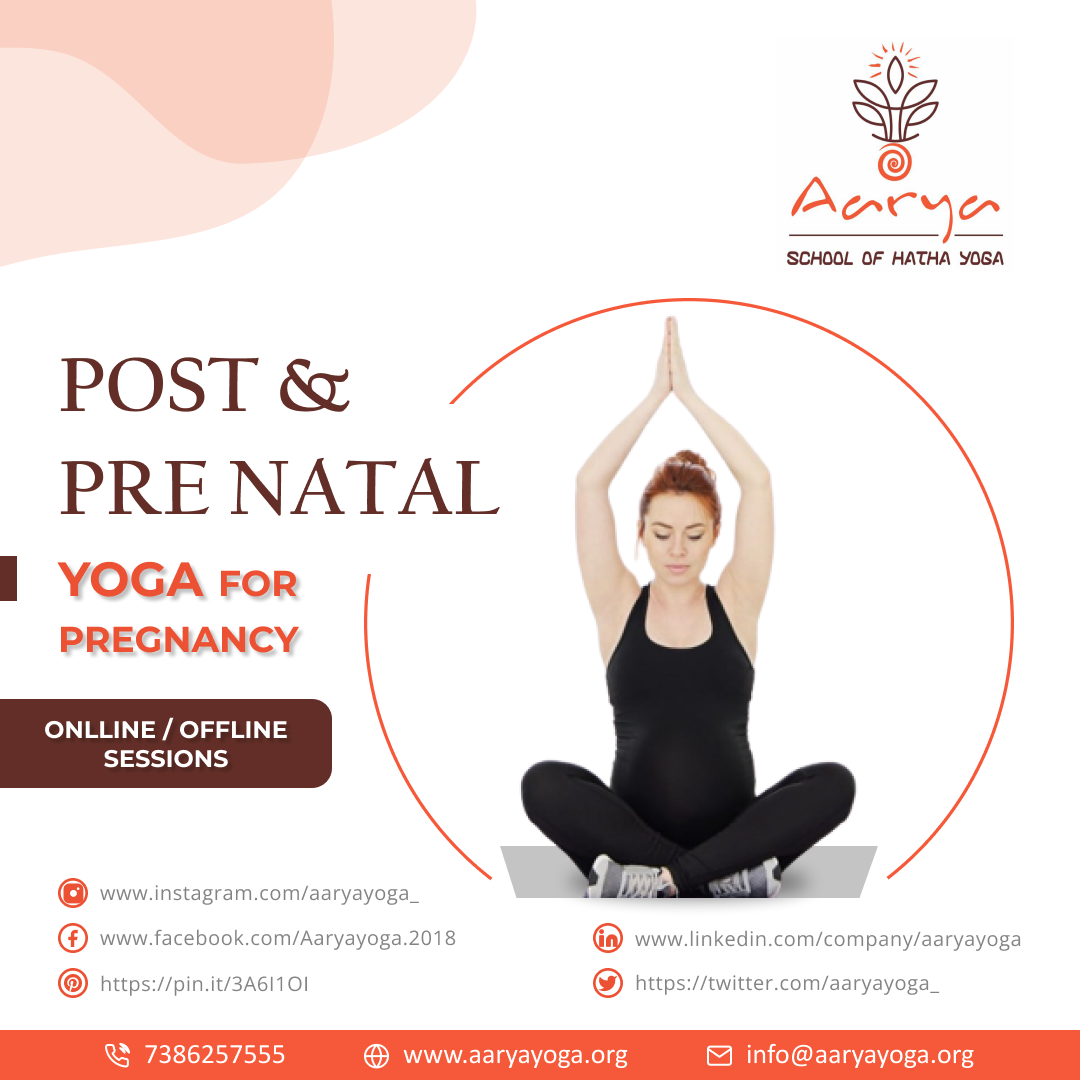 Aarya
SCHOOL OF HATHA YOGA
POST &
PRE NATAL
YOGA FOR
PREGNANCY
ONLLINE / OFFLINE
SESSIONS
www.instagram.com/aaryayoga_
www.facebook.com/Aaryayoga.2018
https://pin.it/3A6I1OI
www.linkedin.com/company/aaryayoga
https://twitter.com/aaryayoga_
7386257555
www.aaryayoga.org
info@aaryayoga.org